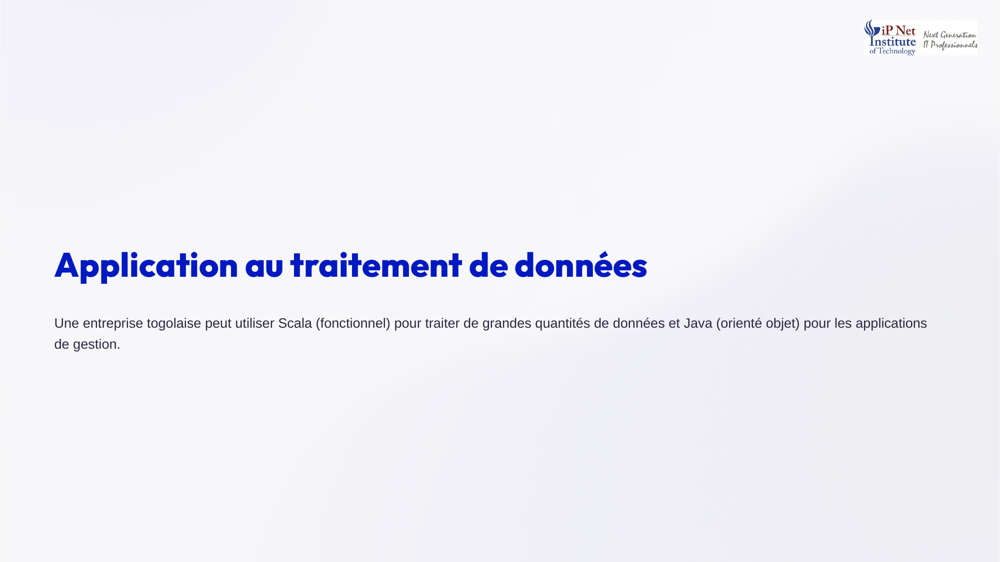 iP Net
Institute
of Technology
Next Generation
IT Professionnels
Application au traitement de données
Une entreprise togolaise peut utiliser Scala (fonctionnel) pour traiter de grandes quantités de données et Java (orienté objet) pour les applications
de gestion.